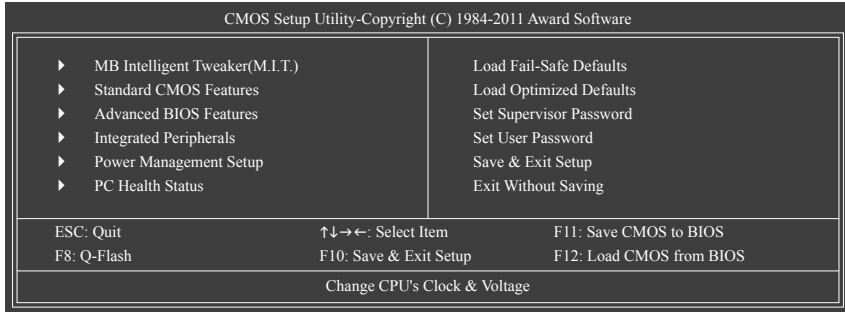 CMOS Setup Utility-Copyright (C) 1984-2011 Award Software
MB Intelligent Tweaker(M.I.T.)
Standard CMOS Features
Advanced BIOS Features
Integrated Peripherals
Power Management Setup
PC Health Status
Load Fail-Safe Defaults
Load Optimized Defaults
Set Supervisor Password
Set User Password
Save & Exit Setup
Exit Without Saving
ESC: Quit ↑↓→←: Select Item F11: Save CMOS to BIOS
F8: Q-Flash F10: Save & Exit Setup F12: Load CMOS from BIOS
Change CPU's Clock & Voltage